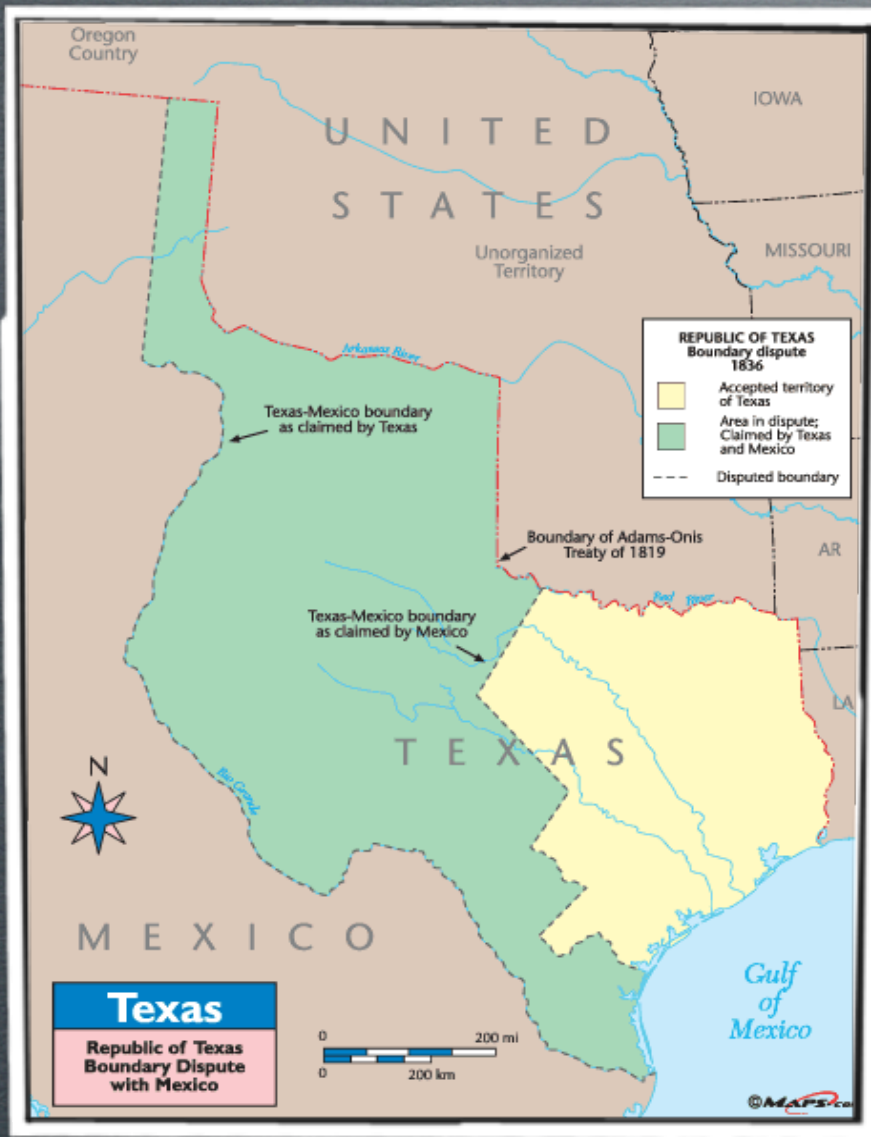 Oregon
Country
UNITED
STATES
Unorganized
Territory
IOWA
MISSOURI
REPUBLIC OF TEXAS
Boundary dispute
1836
Accepted territory
of Texas
Area in dispute;
Claimed by Texas
and Mexico
Disputed boundary
Arkansas River
Texas-Mexico boundary
as claimed by Texas
Boundary of Adams-Onis
Treaty of 1819
AR
Red River
Texas-Mexico boundary
as claimed by Mexico
LA
TEXAS
N
Rio Grande
MEXICO
Gulf
of
Mexico
Texas
Republic of Texas
Boundary Dispute
with Mexico
0 200 mi
0 200 km
©MAPS.co